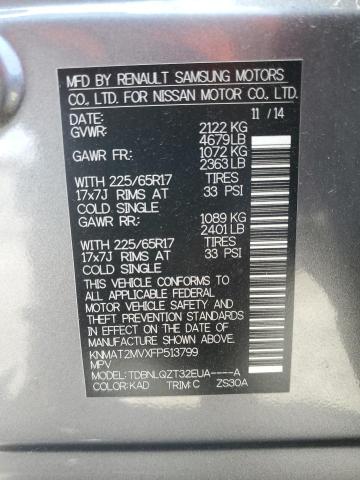 MFD BY RENAULT SAMSUNG MOTORS
CO., LTD. FOR NISSAN MOTOR CO., LTD.
DATE: 11 / 14
GVWR: 2122 KG
4679LB
GAWR FR: 1072 KG
2363LB
WITH 225/65R17 TIRES
17x7J RIMS AT 33 PSI
COLD SINGLE
GAWR RR: 1089 KG
2401LB
WITH 225/65R17 TIRES
17x7J RIMS AT 33 PSI
COLD SINGLE
THIS VEHICLE CONFORMS TO ALL
APPLICABLE U.S.A. FEDERAL
MOTOR VEHICLE SAFETY AND THEFT
PREVENTION STANDARDS IN EFFECT
ON THE DATE OF
MANUFACTURE SHOWN ABOVE.
KNMAT2MVXFP513799
MPV
MODEL: TDBNLQZT32EUA----A
COLOR: KAD TRIM: C ZS30A